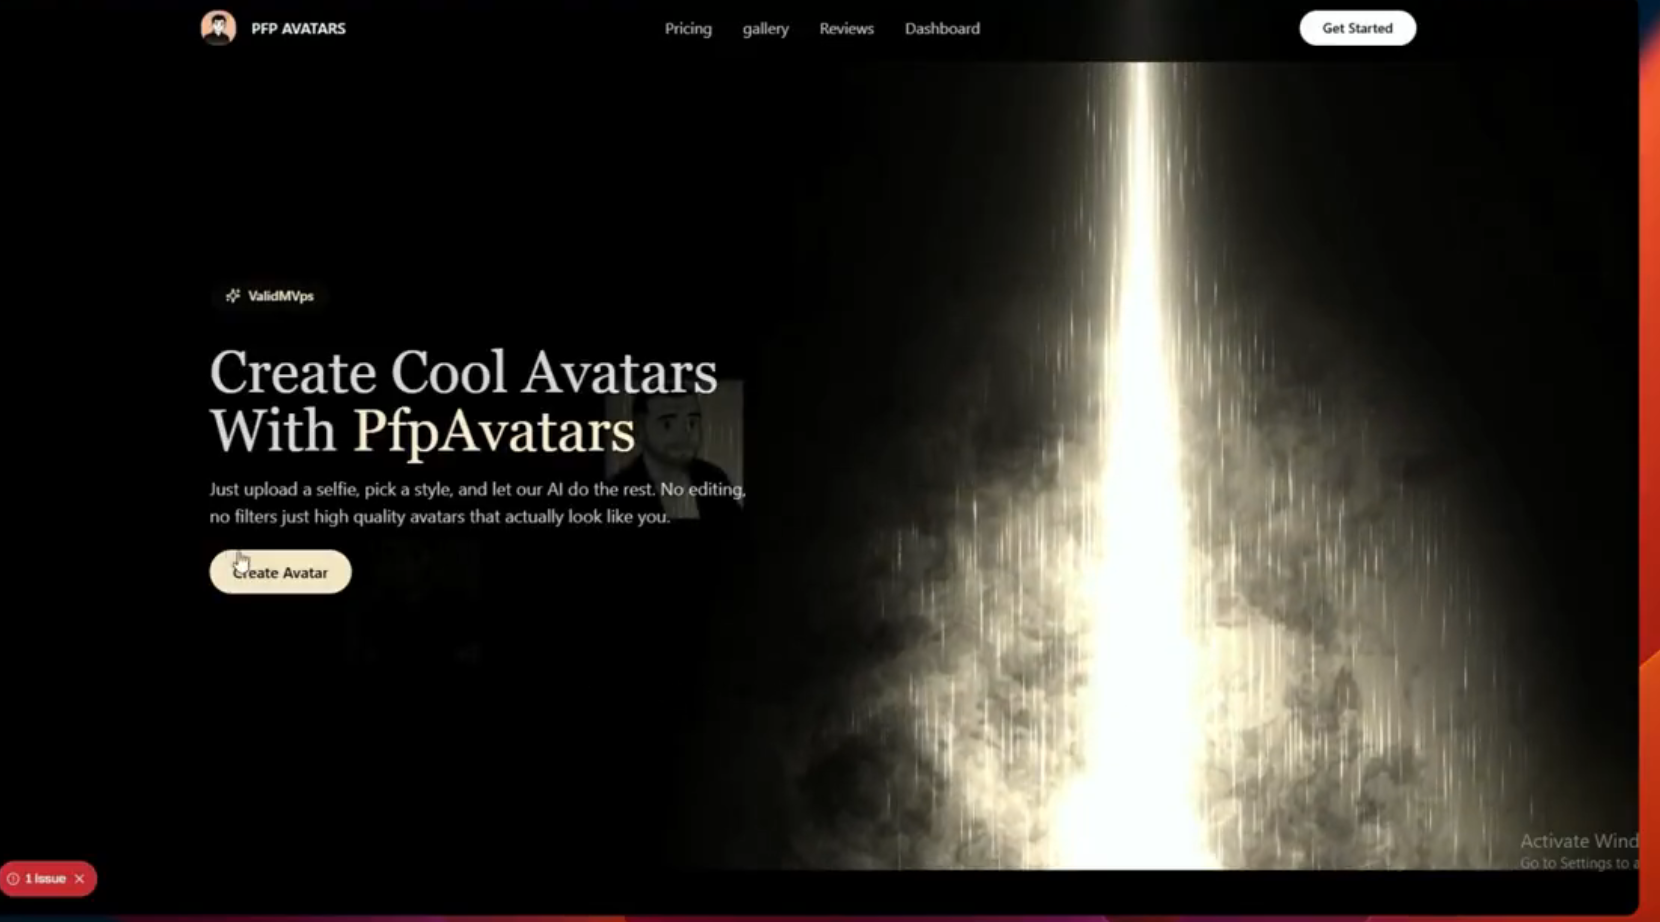 PFP AVATARS
Pricing
gallery
Reviews
Dashboard
Get Started
ValidMVps
Create Cool Avatars
With PfpAvatars
Just upload a selfie, pick a style, and let our AI do the rest. No editing,
no filters just high quality avatars that actually look like you.
Create Avatar
Activate Wind
Go to Settings to a
1 Issue